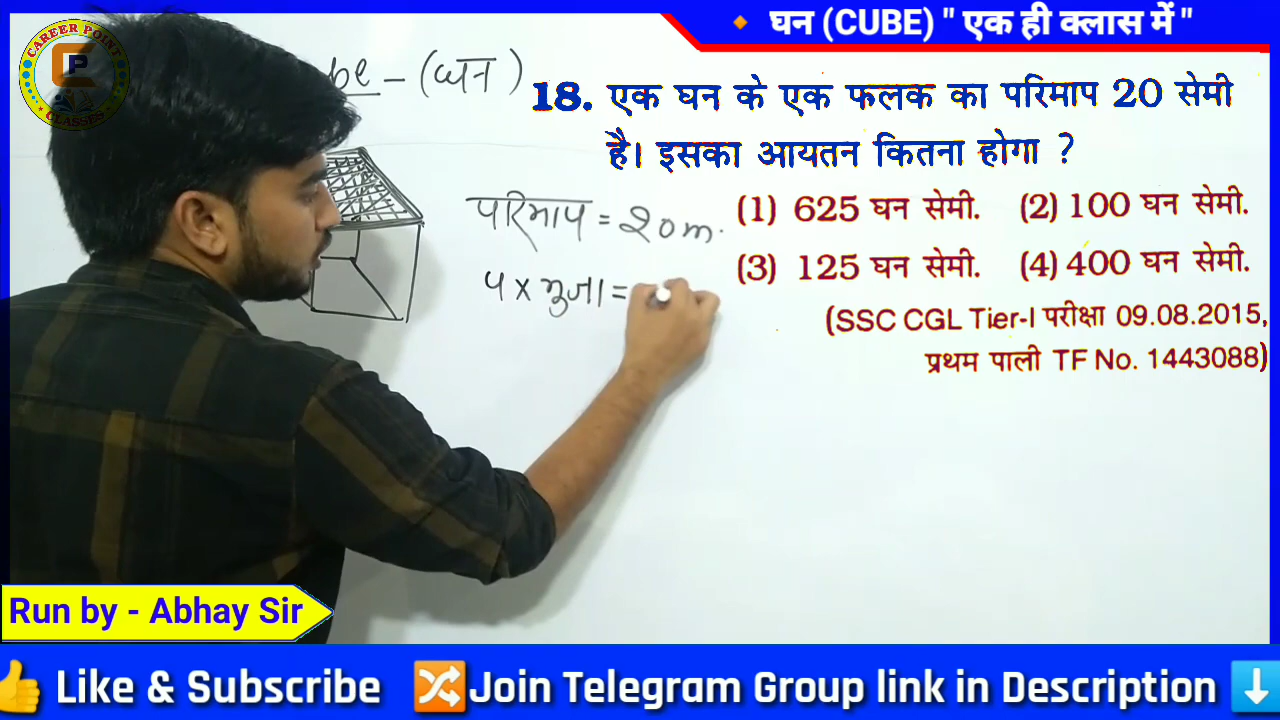 🔸 घन (CUBE) " एक ही क्लास में "
CAREER POINT
CP
CLASSES
be – (घन)
18. एक घन के एक फलक का परिमाप 20 सेमी
है। इसका आयतन कितना होगा ?
परिमाप = 20 m.
(1) 625 घन सेमी. (2) 100 घन सेमी.
4 x भुजा =
(3) 125 घन सेमी. (4) 400 घन सेमी.
(SSC CGL Tier-I परीक्षा 09.08.2015,
प्रथम पाली TF No. 1443088)
Run by - Abhay Sir
👍 Like & Subscribe 🔀Join Telegram Group link in Description ⬇